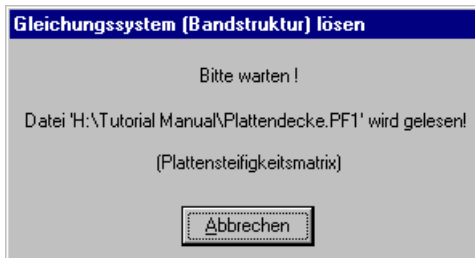 Gleichungssystem (Bandstruktur) lösen
Bitte warten !
Datei 'H:\Tutorial Manual\Plattendecke.PF1' wird gelesen!
(Plattensteifigkeitsmatrix)
Abbrechen